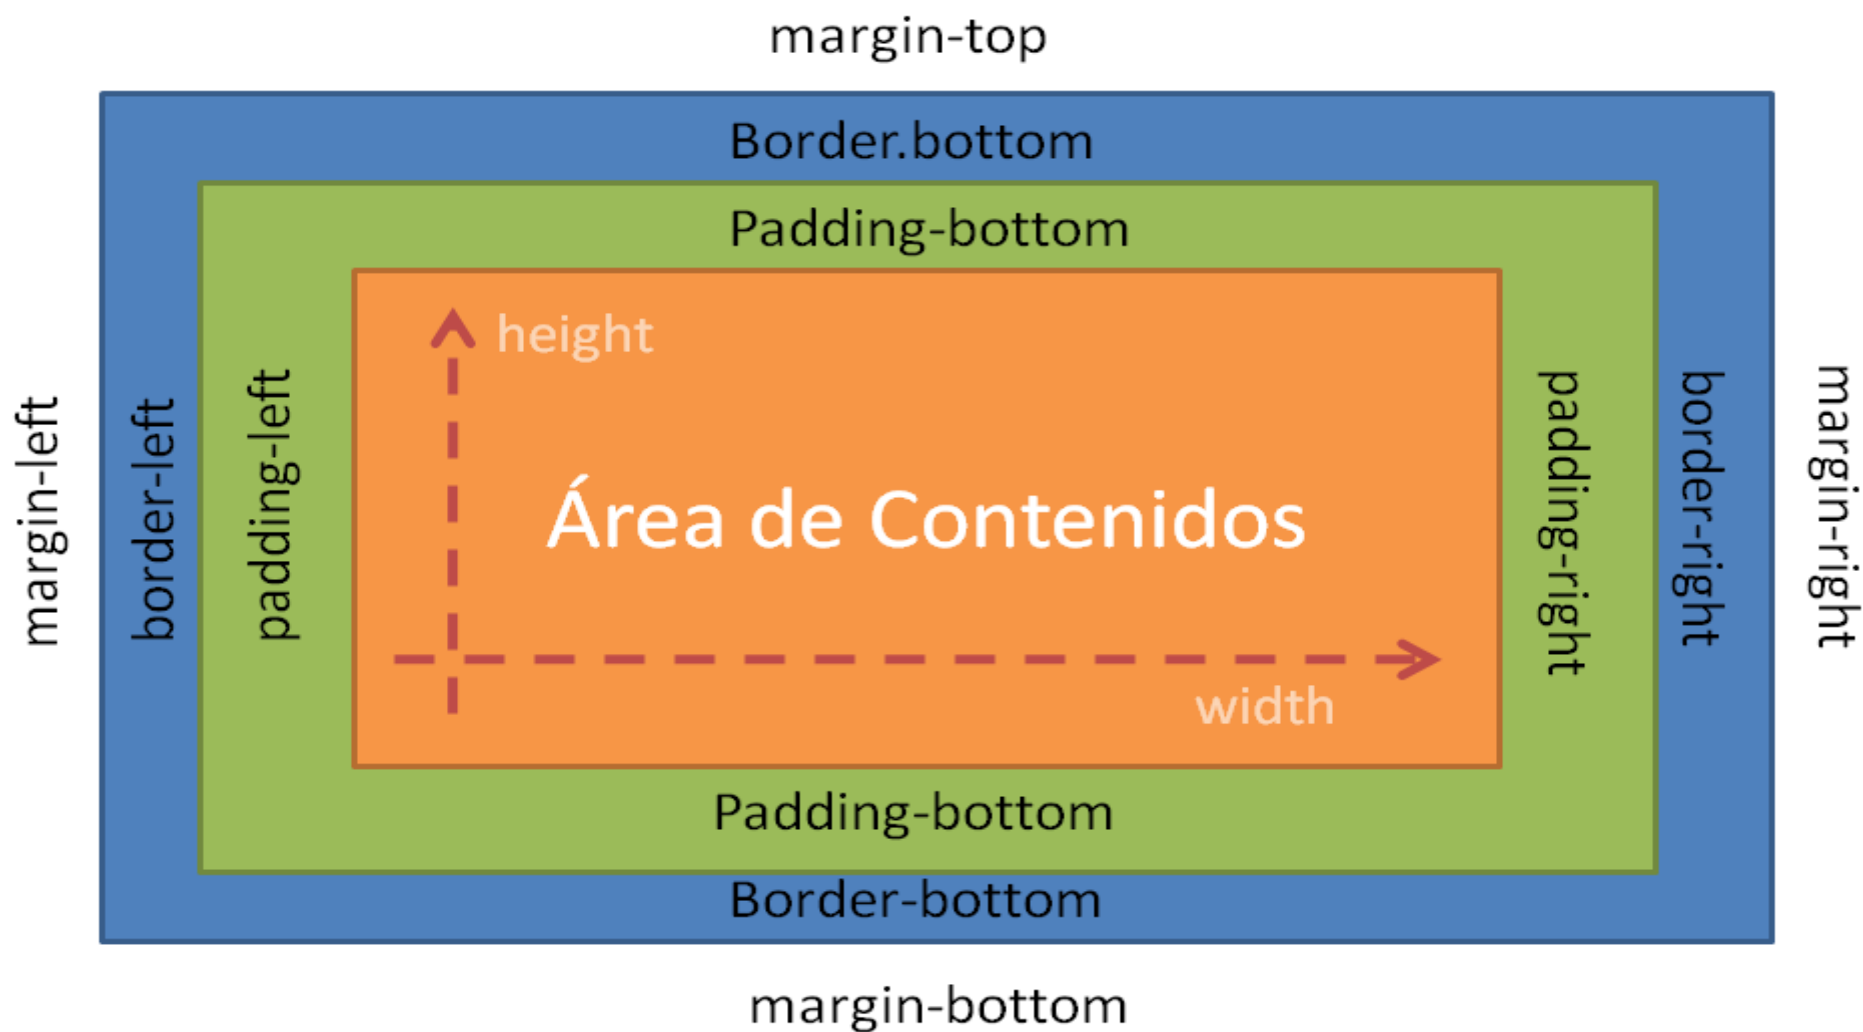 margin-top
Border.bottom
Padding-bottom
height
margin-left
border-left
padding-left
Área de Contenidos
padding-right
border-right
margin-right
width
Padding-bottom
Border-bottom
margin-bottom